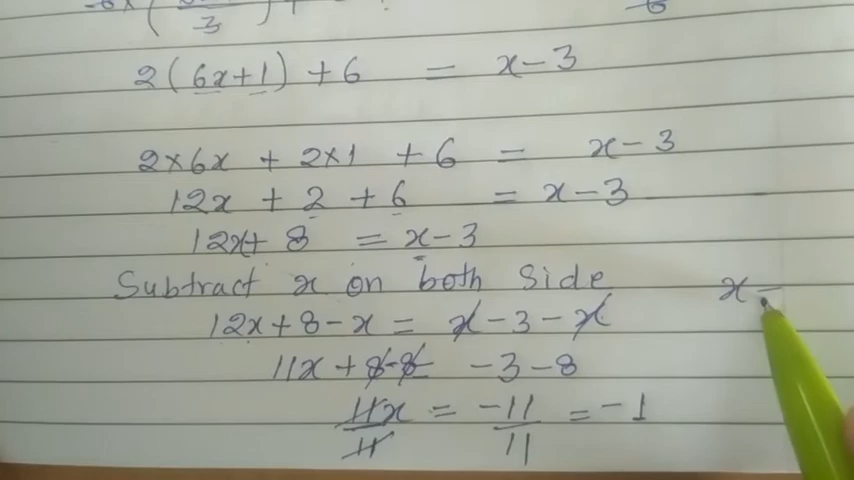 2(6x+1) + 6 = x-3
2×6x + 2×1 + 6 = x-3
12x + 2 + 6 = x-3
12x+ 8 = x-3
Subtract x on both side
x=
12x+8-x = x-3-x
11x + 8-8 = -3-8
11x/11 = -11/11 = -1